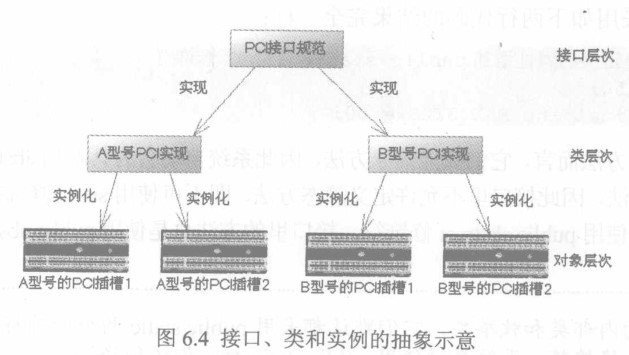 PCI接口规范
接口层次
实现
实现
A型号PCI实现
B型号PCI实现
类层次
实例化
实例化
实例化
实例化
对象层次
A型号的PCI插槽1
A型号的PCI插槽2
B型号的PCI插槽1
B型号的PCI插槽2
图 6.4 接口、类和实例的抽象示意